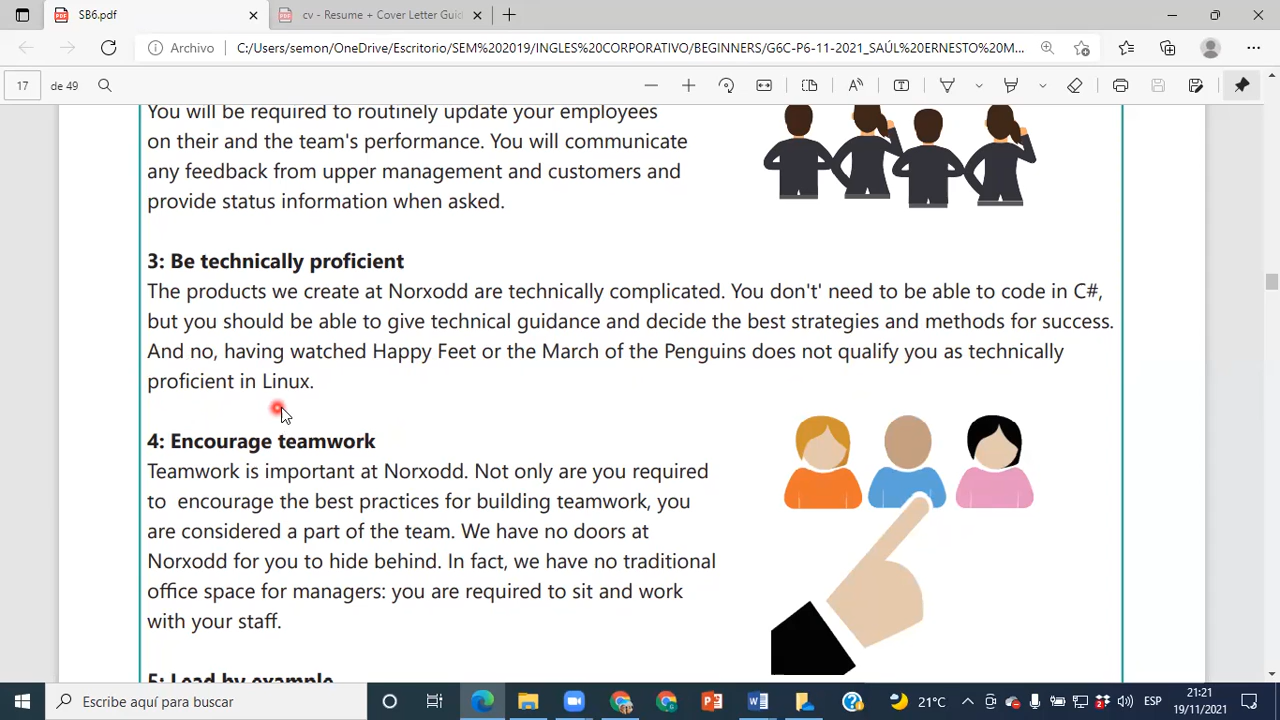 SB6.pdf
cv - Resume + Cover Letter Guid
Archivo
C:/Users/semon/OneDrive/Escritorio/SEM%202019/INGLES%20CORPORATIVO/BEGINNERS/G6C-P6-11-2021_SAÚL%20ERNESTO%20M...
17 de 49
You will be required to routinely update your employees
on their and the team's performance. You will communicate
any feedback from upper management and customers and
provide status information when asked.
3: Be technically proficient
The products we create at Norxodd are technically complicated. You don't' need to be able to code in C#,
but you should be able to give technical guidance and decide the best strategies and methods for success.
And no, having watched Happy Feet or the March of the Penguins does not qualify you as technically
proficient in Linux.
4: Encourage teamwork
Teamwork is important at Norxodd. Not only are you required
to encourage the best practices for building teamwork, you
are considered a part of the team. We have no doors at
Norxodd for you to hide behind. In fact, we have no traditional
office space for managers: you are required to sit and work
with your staff.
5: Lead by example
Escribe aquí para buscar
21°C
ESP
21:21
19/11/2021